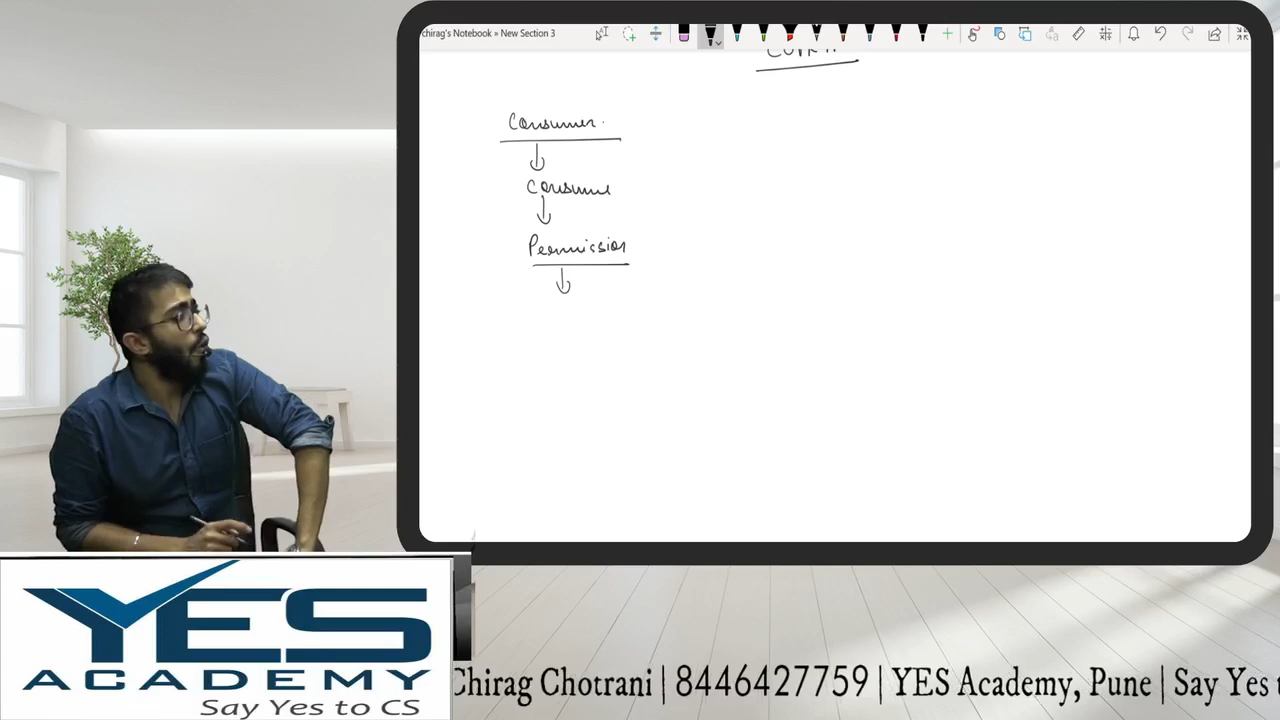 chirag's Notebook » New Section 3
Consumer.
Consume
Permission
YES
ACADEMY
Say Yes to CS
Chirag Chotrani | 8446427759 | YES Academy, Pune | Say Yes